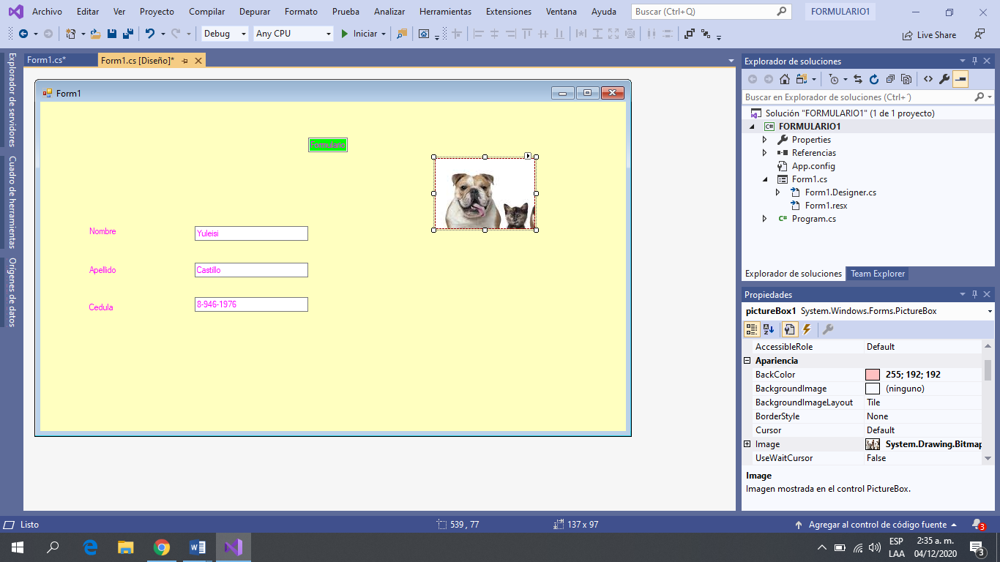 Archivo Editar Ver Proyecto Compilar Depurar Formato Prueba Analizar Herramientas Extensiones Ventana Ayuda Buscar (Ctrl+Q) FORMULARIO1
Debug Any CPU Iniciar Live Share
Explorador de servidores
Cuadro de herramientas
Orígenes de datos
Form1.cs*
Form1.cs [Diseño]*
Form1
Formulario
Nombre Yuleisi
Apellido Castillo
Cedula 8-946-1976
Explorador de soluciones
Buscar en Explorador de soluciones (Ctrl+´)
Solución "FORMULARIO1" (1 de 1 proyecto)
C# FORMULARIO1
Properties
Referencias
App.config
Form1.cs
Form1.Designer.cs
Form1.resx
C# Program.cs
Explorador de soluciones Team Explorer
Propiedades
pictureBox1 System.Windows.Forms.PictureBox
AccessibleRole Default
Apariencia
BackColor 255; 192; 192
BackgroundImage (ninguno)
BackgroundImageLayout Tile
BorderStyle None
Cursor Default
Image System.Drawing.Bitmap
UseWaitCursor False
Image
Imagen mostrada en el control PictureBox.
Listo 539 , 77 137 x 97 Agregar al control de código fuente 3
ESP 2:35 a. m.
LAA 04/12/2020 3